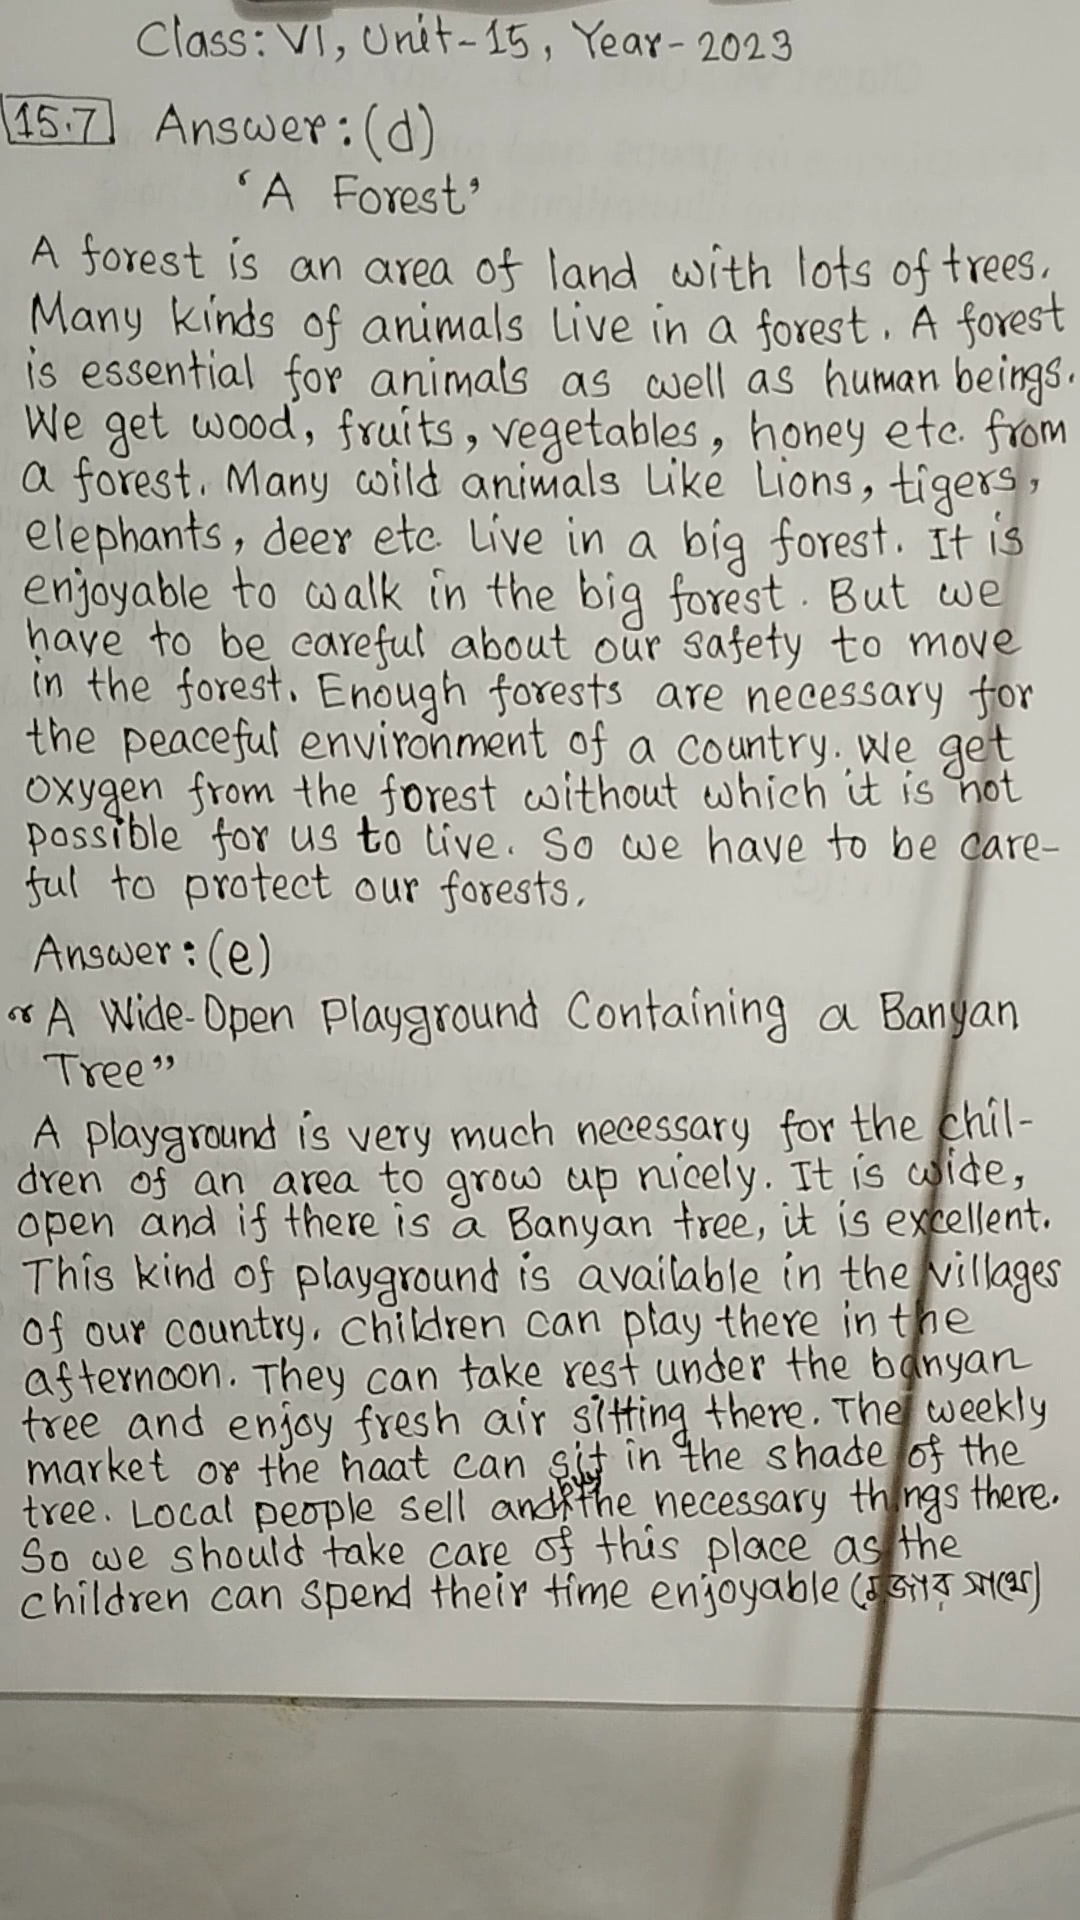 Class: VI, Unit-15, Year-2023
15.7 Answer: (d)
'A Forest'
A forest is an area of land with lots of trees.
Many kinds of animals live in a forest. A forest
is essential for animals as well as human beings.
We get wood, fruits, vegetables, honey etc. from
a forest. Many wild animals like Lions, tigers,
elephants, deer etc. live in a big forest. It is
enjoyable to walk in the big forest. But we
have to be careful about our safety to move
in the forest. Enough forests are necessary for
the peaceful environment of a country. We get
oxygen from the forest without which it is not
possible for us to live. So we have to be care-
ful to protect our forests.
Answer: (e)
"A Wide-Open Playground Containing a Banyan
Tree"
A playground is very much necessary for the chil-
dren of an area to grow up nicely. It is wide,
open and if there is a Banyan tree, it is excellent.
This kind of playground is available in the villages
of our country. Children can play there in the
afternoon. They can take rest under the banyan
tree and enjoy fresh air sitting there. The weekly
market or the haat can sit in the shade of the
tree. Local people sell and buy the necessary things there.
So we should take care of this place as the
children can spend their time enjoyable (মজার সাথে)